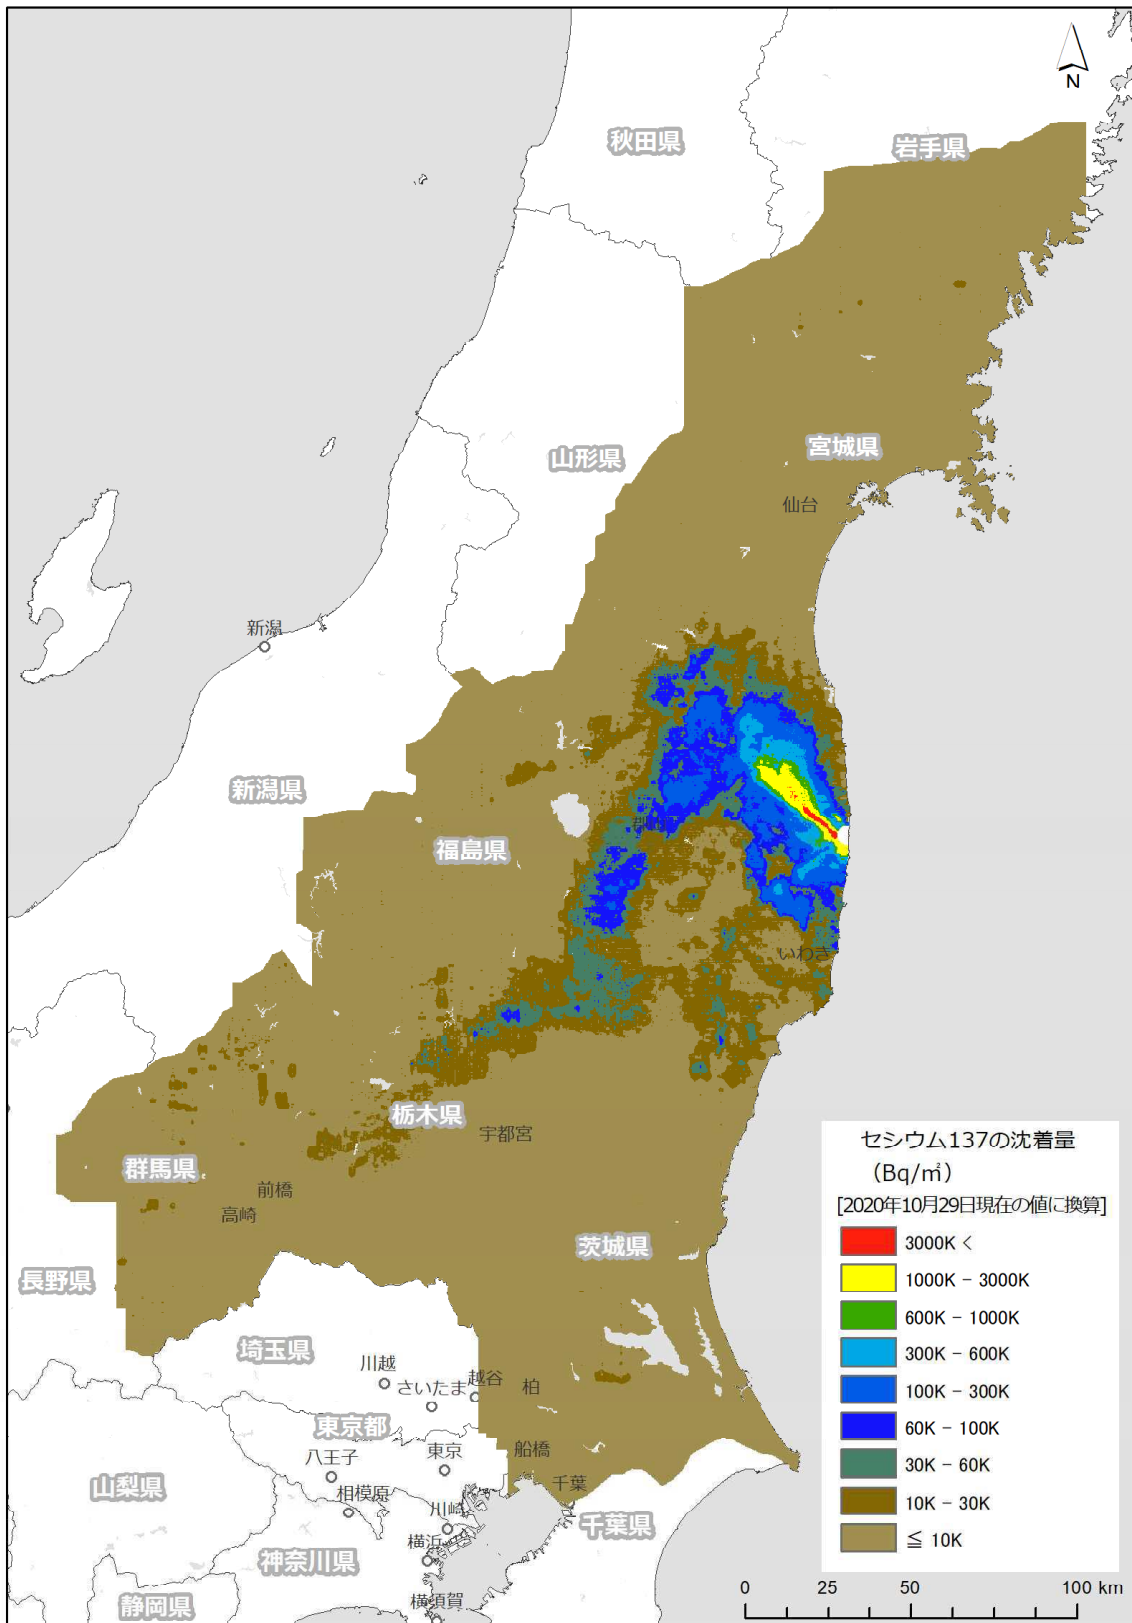 N
秋田県
岩手県
宮城県
山形県
仙台
新潟
新潟県
福島県
いわき
栃木県
宇都宮
群馬県
前橋
高崎
茨城県
長野県
埼玉県
川越
さいたま
越谷
柏
東京都
八王子
東京
船橋
山梨県
相模原
千葉
川崎
千葉県
横浜
神奈川県
静岡県
横須賀
セシウム137の沈着量
(Bq/㎡)
[2020年10月29日現在の値に換算]
3000K <
1000K - 3000K
600K - 1000K
300K - 600K
100K - 300K
60K - 100K
30K - 60K
10K - 30K
≦ 10K
0 25 50 100 km